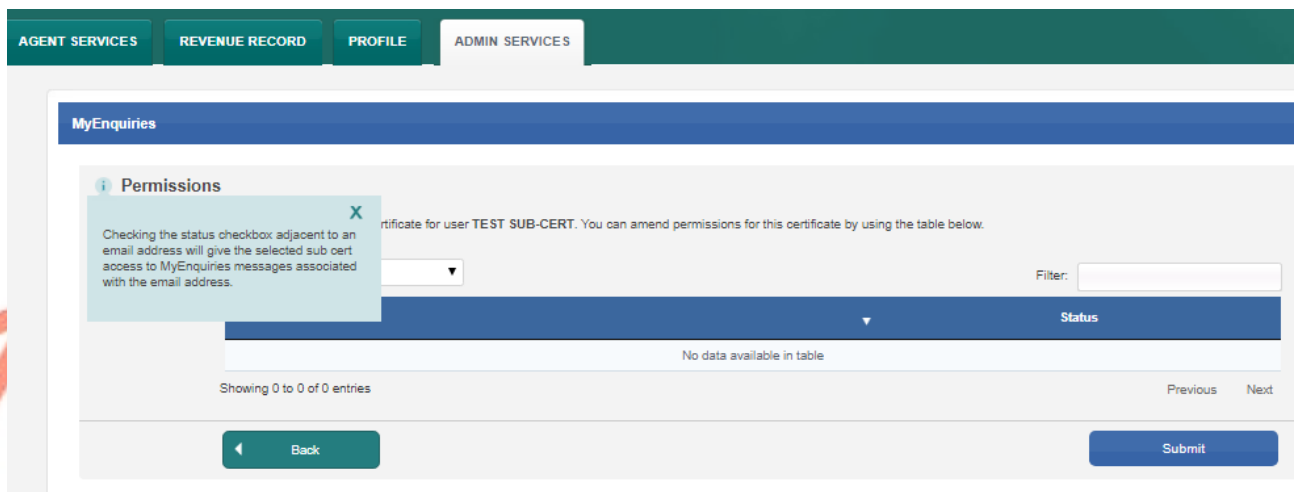 AGENT SERVICES REVENUE RECORD PROFILE ADMIN SERVICES
MyEnquiries
i Permissions
X
Checking the status checkbox adjacent to an
email address will give the selected sub cert
access to MyEnquiries messages associated
with the email address.
rtificate for user TEST SUB-CERT. You can amend permissions for this certificate by using the table below.
Filter:
Status
No data available in table
Showing 0 to 0 of 0 entries
Previous Next
Back Submit